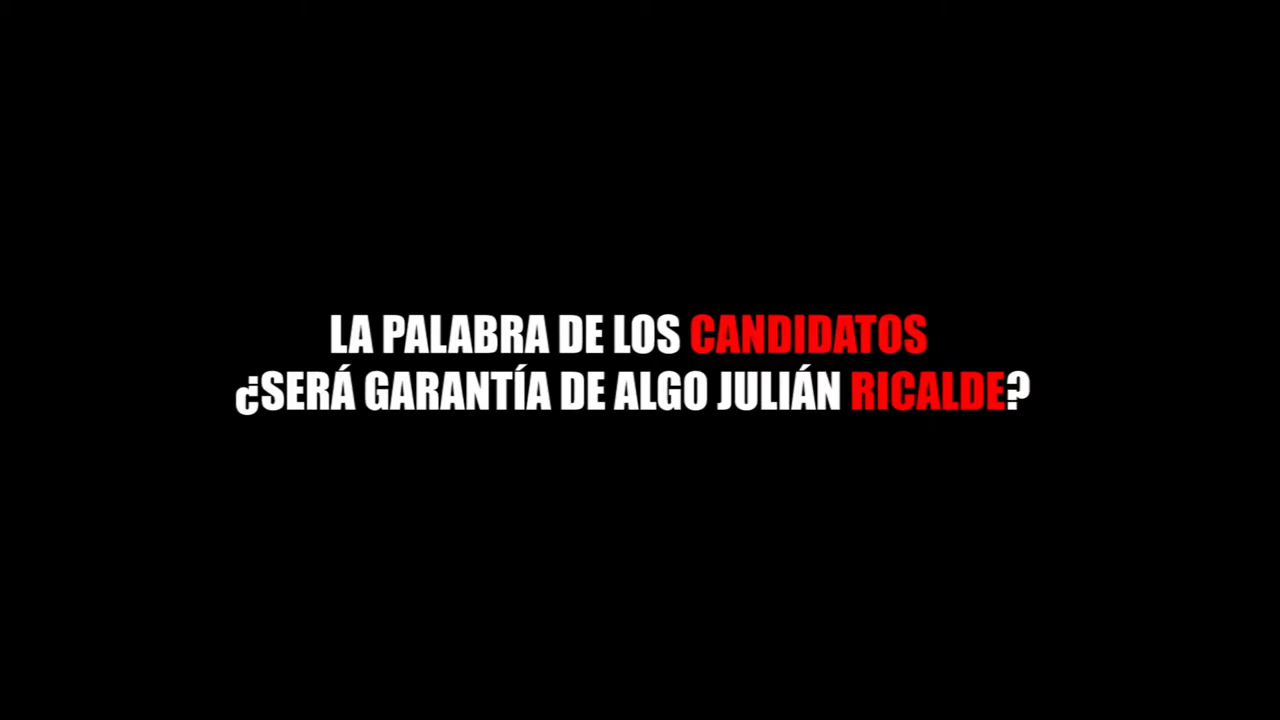 LA PALABRA DE LOS CANDIDATOS
¿SERÁ GARANTÍA DE ALGO JULIÁN RICALDE?